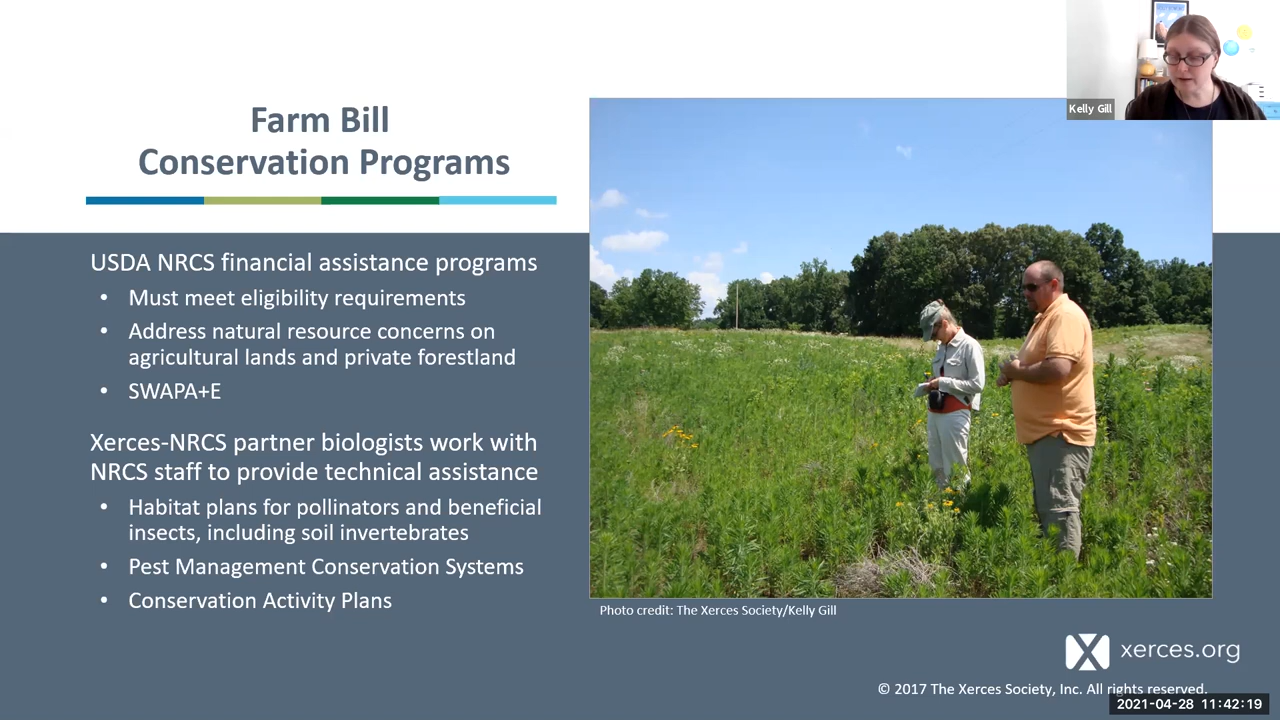 Kelly Gill
Farm Bill
Conservation Programs
USDA NRCS financial assistance programs
• Must meet eligibility requirements
• Address natural resource concerns on
agricultural lands and private forestland
• SWAPA+E
Xerces-NRCS partner biologists work with
NRCS staff to provide technical assistance
• Habitat plans for pollinators and beneficial
insects, including soil invertebrates
• Pest Management Conservation Systems
• Conservation Activity Plans
Photo credit: The Xerces Society/Kelly Gill
xerces.org
© 2017 The Xerces Society, Inc. All rights reserved.
2021-04-28 11:42:19